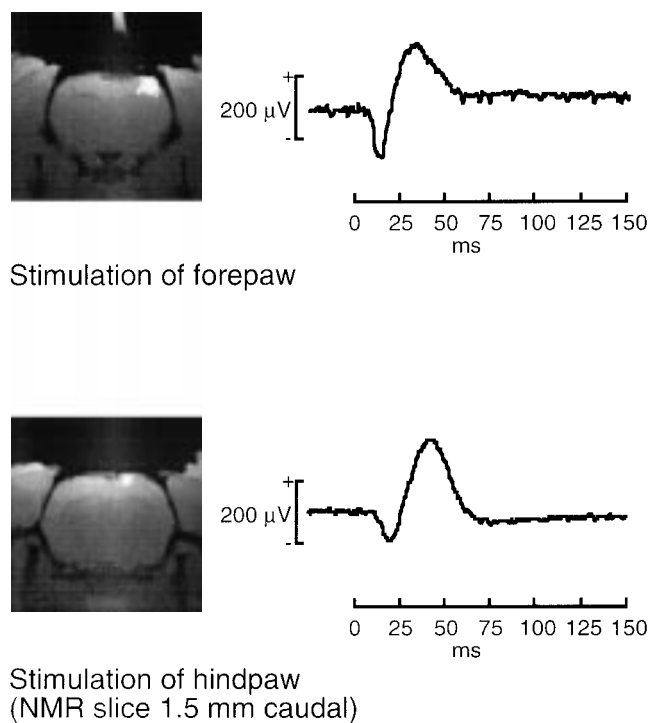 +
200 μV
-
0 25 50 75 100 125 150
ms
Stimulation of forepaw
+
200 μV
-
0 25 50 75 100 125 150
ms
Stimulation of hindpaw
(NMR slice 1.5 mm caudal)